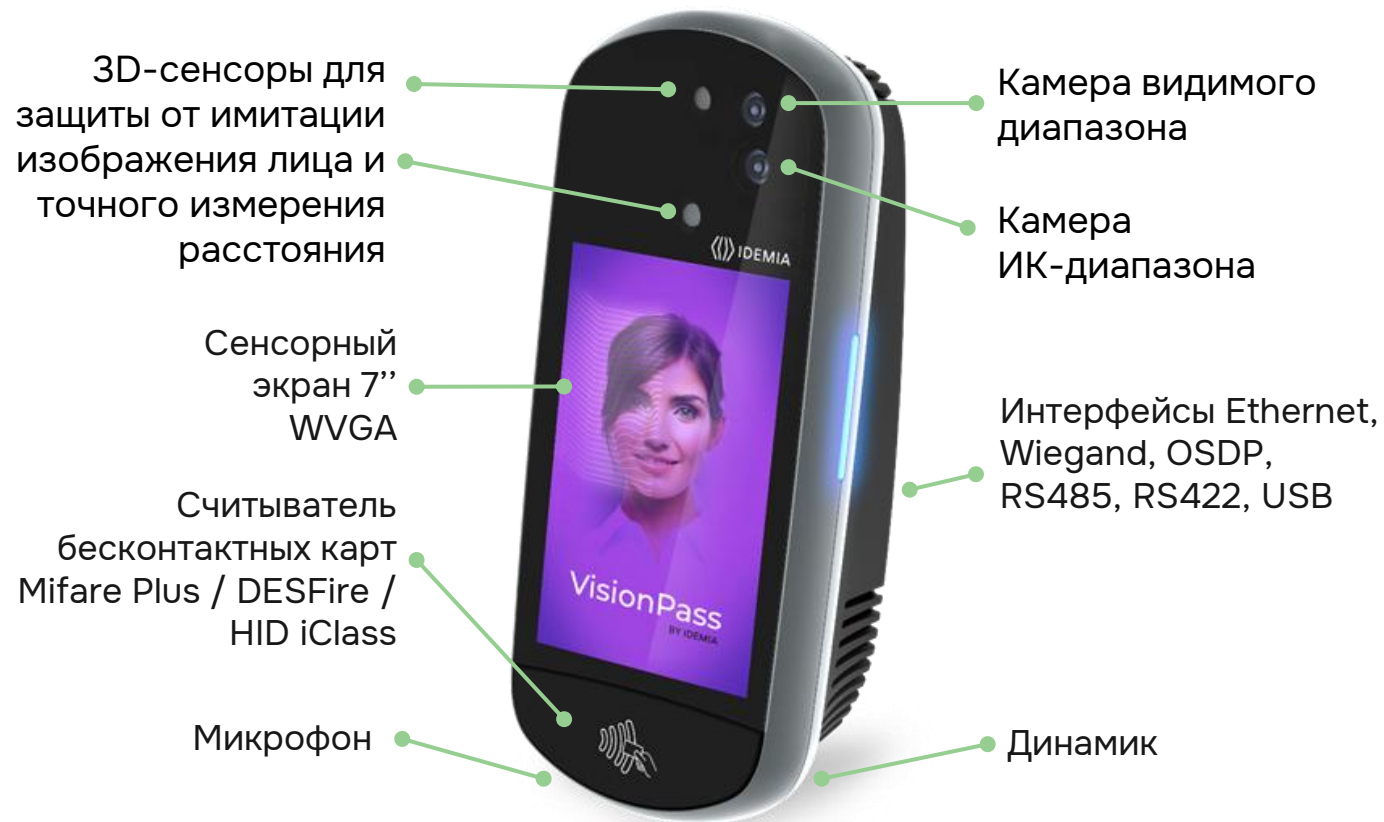 3D-сенсоры для
защиты от имитации
изображения лица и
точного измерения
расстояния
Камера видимого
диапазона
Камера
ИК-диапазона
IDEMIA
Сенсорный
экран 7’’
WVGA
Интерфейсы Ethernet,
Wiegand, OSDP,
RS485, RS422, USB
Считыватель
бесконтактных карт
Mifare Plus / DESFire /
HID iClass
VisionPass
BY IDEMIA
Микрофон
Динамик